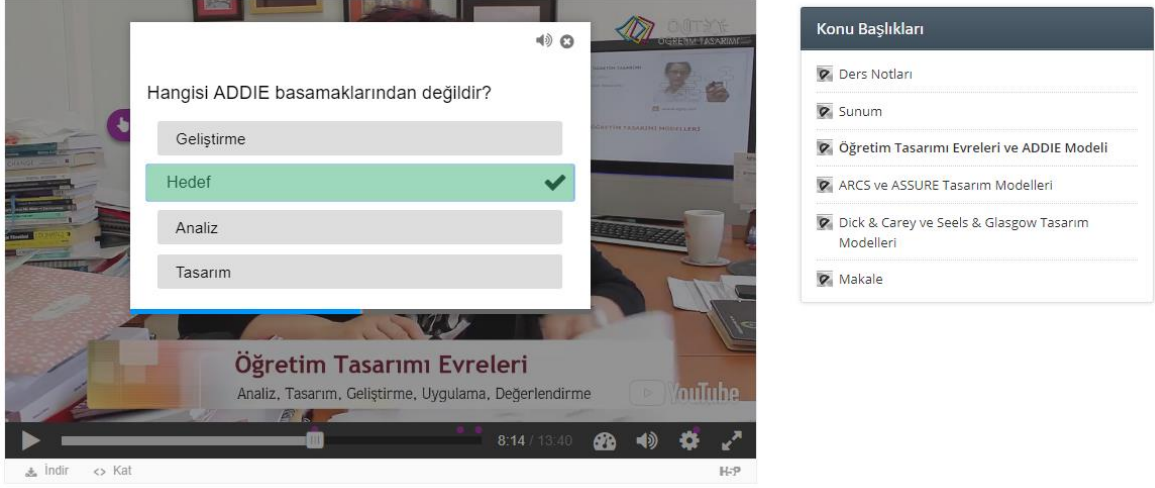 ÖĞRETİM TASARIMI
Hangisi ADDIE basamaklarından değildir?
Geliştirme
Hedef
Analiz
Tasarım
Öğretim Tasarımı Evreleri
Analiz, Tasarım, Geliştirme, Uygulama, Değerlendirme
YouTube
8:14 / 13:40
İndir
<> Kat
H-P
Konu Başlıkları
Ders Notları
Sunum
Öğretim Tasarımı Evreleri ve ADDIE Modeli
ARCS ve ASSURE Tasarım Modelleri
Dick & Carey ve Seels & Glasgow Tasarım
Modelleri
Makale